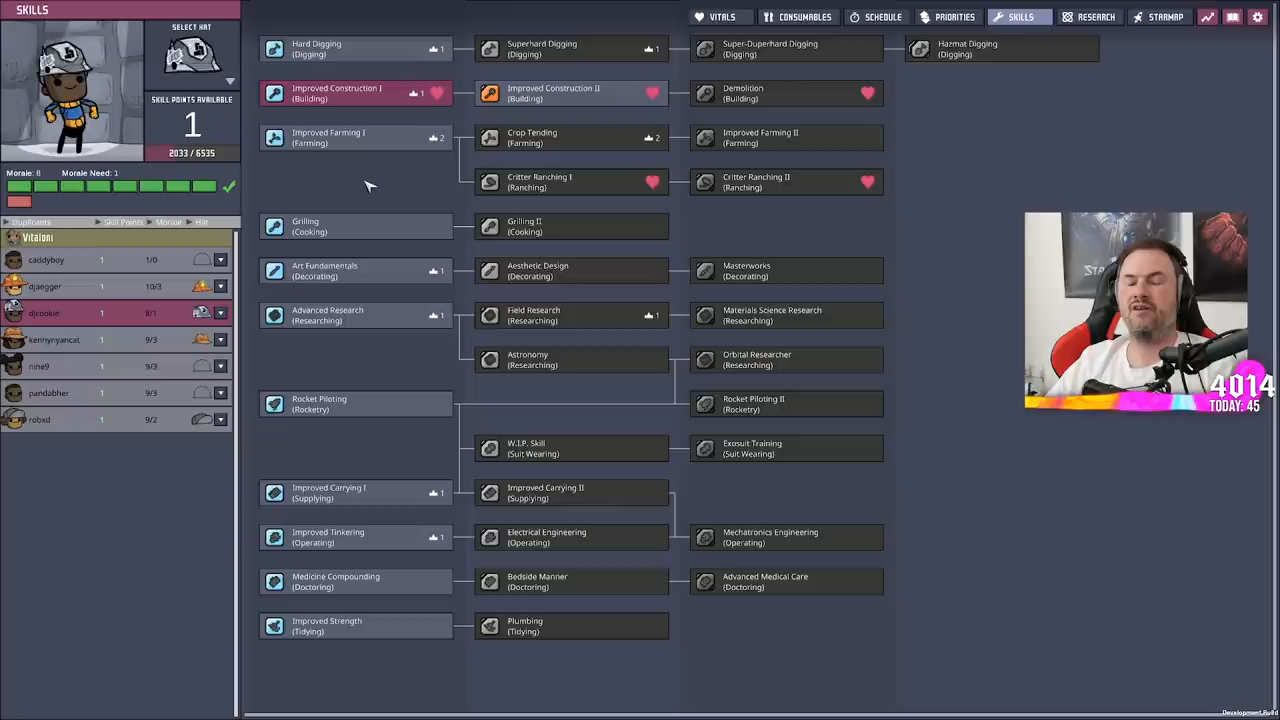 SKILLS
SELECT HAT
SKILL POINTS AVAILABLE
1
2033 / 6535
Morale: 8 Morale Need: 1
Duplicants Skill Points Morale Hat
Vitaloni
caddyboy 1 1/0
djaegger 1 10/3
djcookie 1 8/1
kennynyancat 1 9/3
nine9 1 9/3
pandabher 1 9/3
robxd 1 9/2
VITALS CONSUMABLES SCHEDULE PRIORITIES SKILLS RESEARCH STARMAP
Hard Digging
(Digging)
1
Superhard Digging
(Digging)
1
Super-Duperhard Digging
(Digging)
Hazmat Digging
(Digging)
Improved Construction I
(Building)
1
Improved Construction II
(Building)
Demolition
(Building)
Improved Farming I
(Farming)
2
Crop Tending
(Farming)
2
Improved Farming II
(Farming)
Critter Ranching I
(Ranching)
Critter Ranching II
(Ranching)
Grilling
(Cooking)
Grilling II
(Cooking)
Art Fundamentals
(Decorating)
1
Aesthetic Design
(Decorating)
Masterworks
(Decorating)
Advanced Research
(Researching)
1
Field Research
(Researching)
1
Materials Science Research
(Researching)
Astronomy
(Researching)
Orbital Researcher
(Researching)
Rocket Piloting
(Rocketry)
Rocket Piloting II
(Rocketry)
W.I.P. Skill
(Suit Wearing)
Exosuit Training
(Suit Wearing)
Improved Carrying I
(Supplying)
1
Improved Carrying II
(Supplying)
Improved Tinkering
(Operating)
1
Electrical Engineering
(Operating)
Mechatronics Engineering
(Operating)
Medicine Compounding
(Doctoring)
Bedside Manner
(Doctoring)
Advanced Medical Care
(Doctoring)
Improved Strength
(Tidying)
Plumbing
(Tidying)
4014
TODAY: 45
Development Build